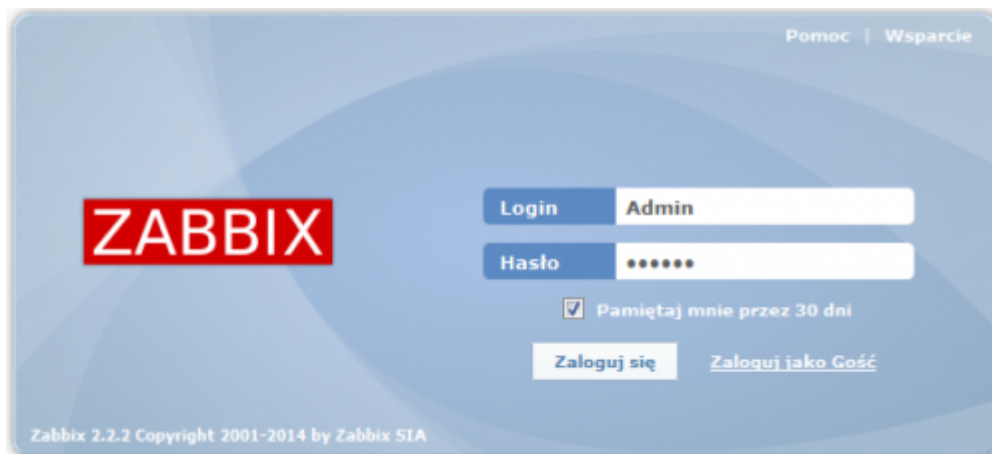 Pomoc | Wsparcie
ZABBIX
Login Admin
Hasło ••••••
Pamiętaj mnie przez 30 dni
Zaloguj się Zaloguj jako Gość
Zabbix 2.2.2 Copyright 2001-2014 by Zabbix SIA